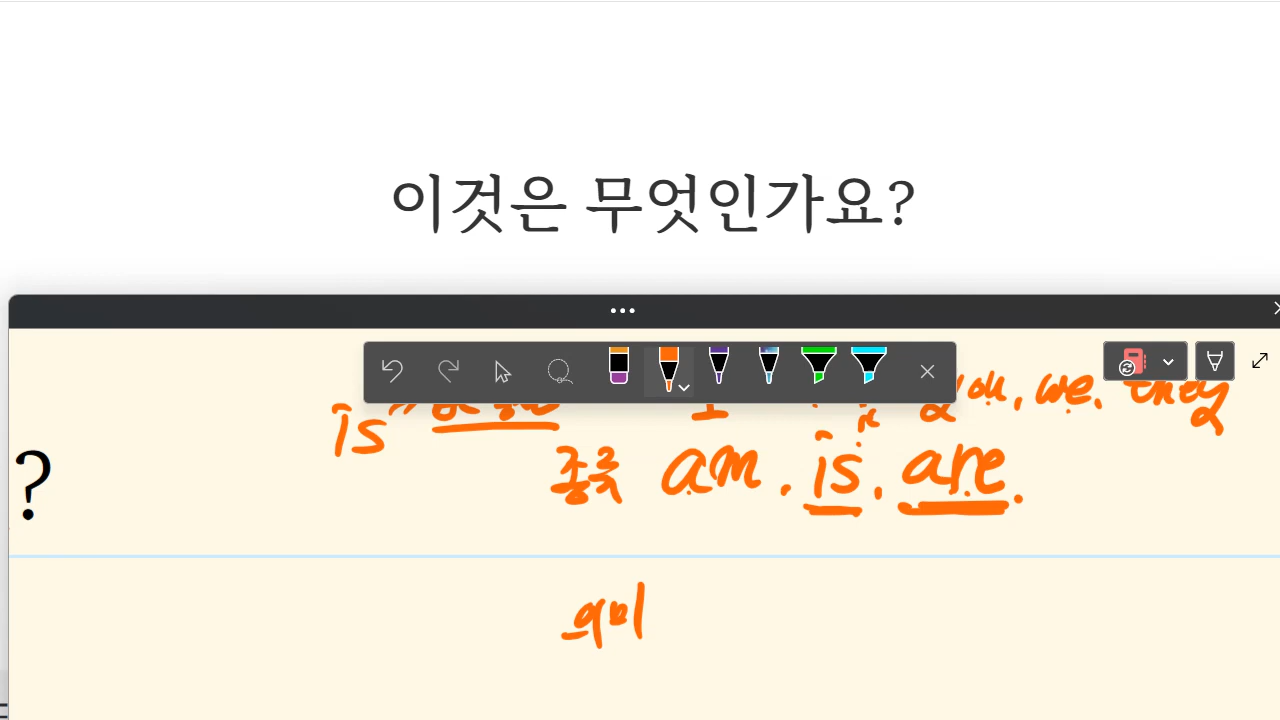 이것은 무엇인가요?
you, we, they
is
? 종류 am. is. are.
의미